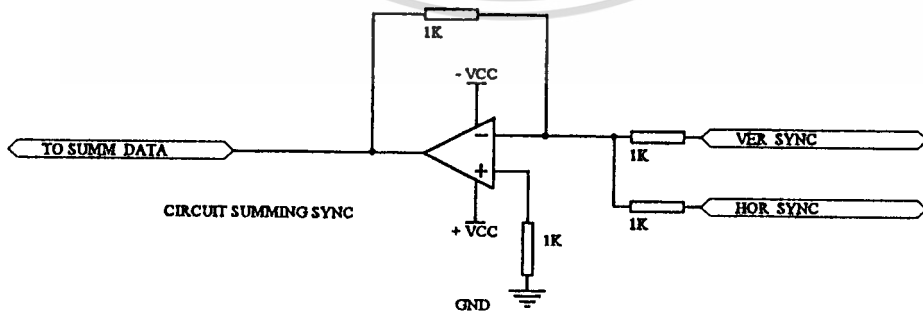 1K
- VCC
TO SUMM DATA
−
+
1K
VER SYNC
CIRCUIT SUMMING SYNC
1K
HOR SYNC
+ VCC
1K
GND